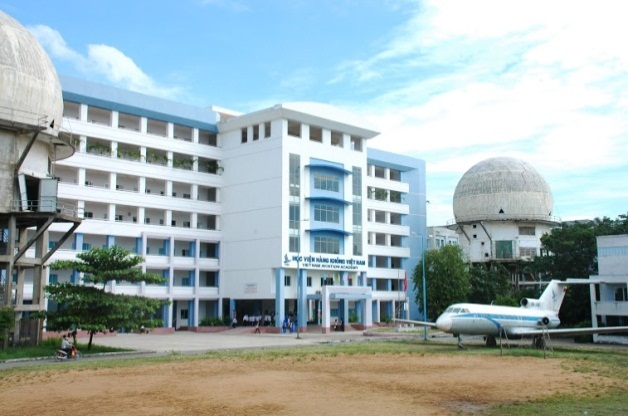 HỌC VIỆN HÀNG KHÔNG VIỆT NAM
VIETNAM AVIATION ACADEMY